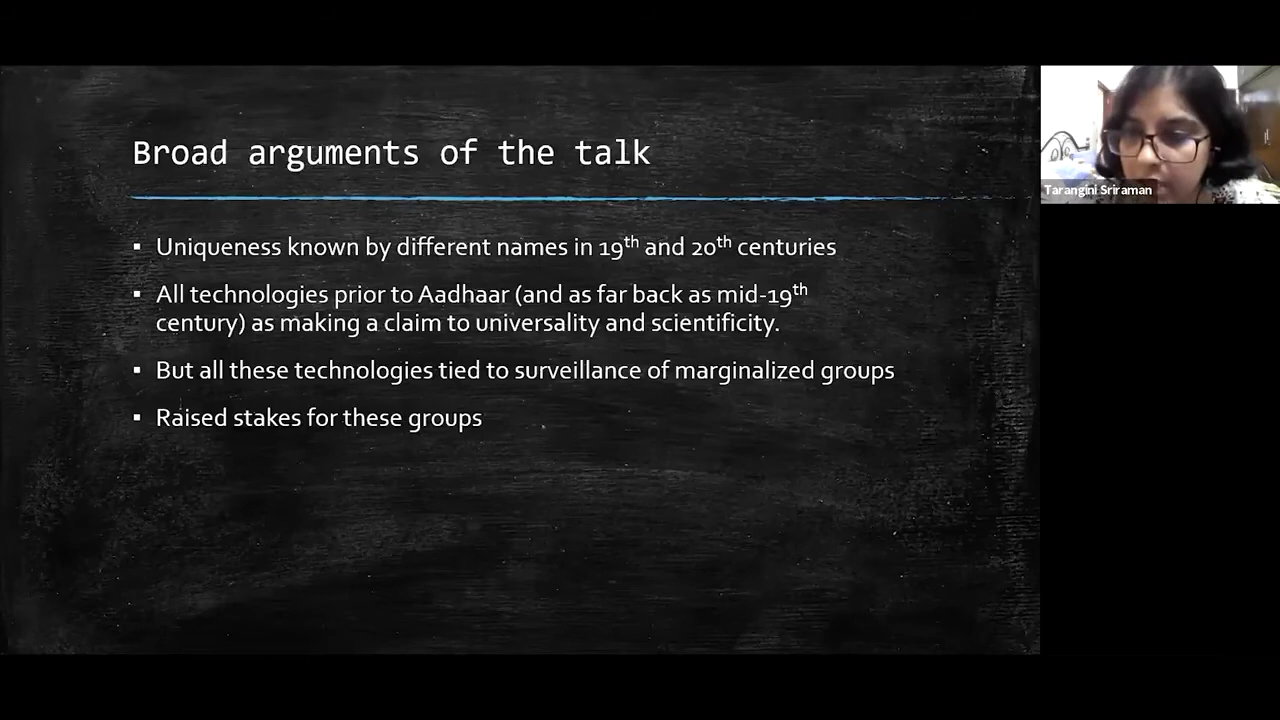 Broad arguments of the talk
▪ Uniqueness known by different names in 19th and 20th centuries
▪ All technologies prior to Aadhaar (and as far back as mid-19th
century) as making a claim to universality and scientificity.
▪ But all these technologies tied to surveillance of marginalized groups
▪ Raised stakes for these groups
Tarangini Sriraman